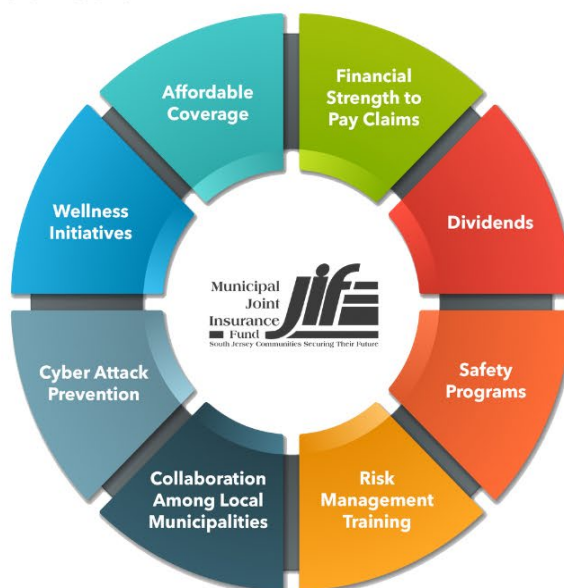 Affordable
Coverage
Financial
Strength to
Pay Claims
Wellness
Initiatives
Dividends
Municipal
Joint
Insurance
Fund
jif
South Jersey Communities Securing Their Future
Cyber Attack
Prevention
Safety
Programs
Collaboration
Among Local
Municipalities
Risk
Management
Training